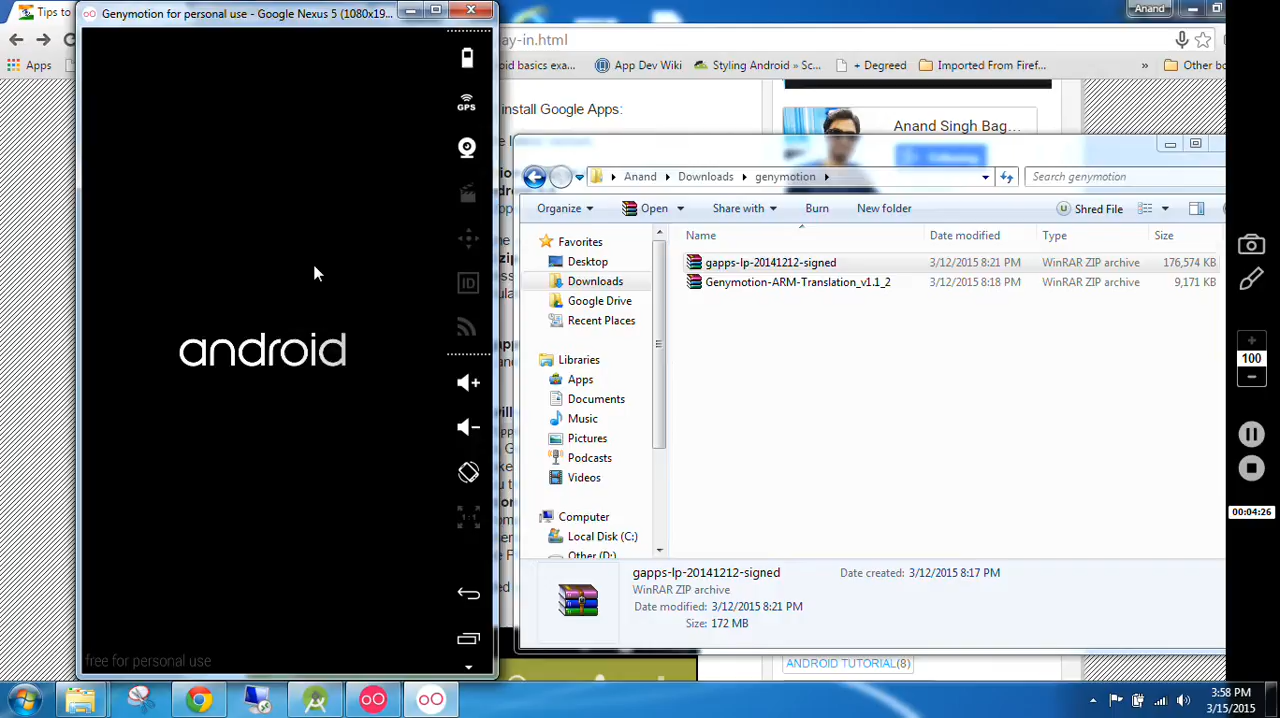 Tips to
Genymotion for personal use - Google Nexus 5 (1080x19...
Anand
ay-in.html
Apps
oid basics exa...
App Dev Wiki
Styling Android » Sc...
+ Degreed
Imported From Firef...
»
Other bo
install Google Apps:
Anand Singh Bag...
GPS
ID
1:1
android
free for personal use
Anand
Downloads
genymotion
Search genymotion
Organize
Open
Share with
Burn
New folder
Shred File
Name
Date modified
Type
Size
Favorites
Desktop
Downloads
Google Drive
Recent Places
Libraries
Apps
Documents
Music
Pictures
Podcasts
Videos
Computer
Local Disk (C:)
Other (D:)
gapps-lp-20141212-signed 3/12/2015 8:21 PM WinRAR ZIP archive 176,574 KB
Genymotion-ARM-Translation_v1.1_2 3/12/2015 8:18 PM WinRAR ZIP archive 9,171 KB
gapps-lp-20141212-signed Date created: 3/12/2015 8:17 PM
WinRAR ZIP archive
Date modified: 3/12/2015 8:21 PM
Size: 172 MB
ANDROID TUTORIAL(8)
100
00:04:26
3:58 PM
3/15/2015